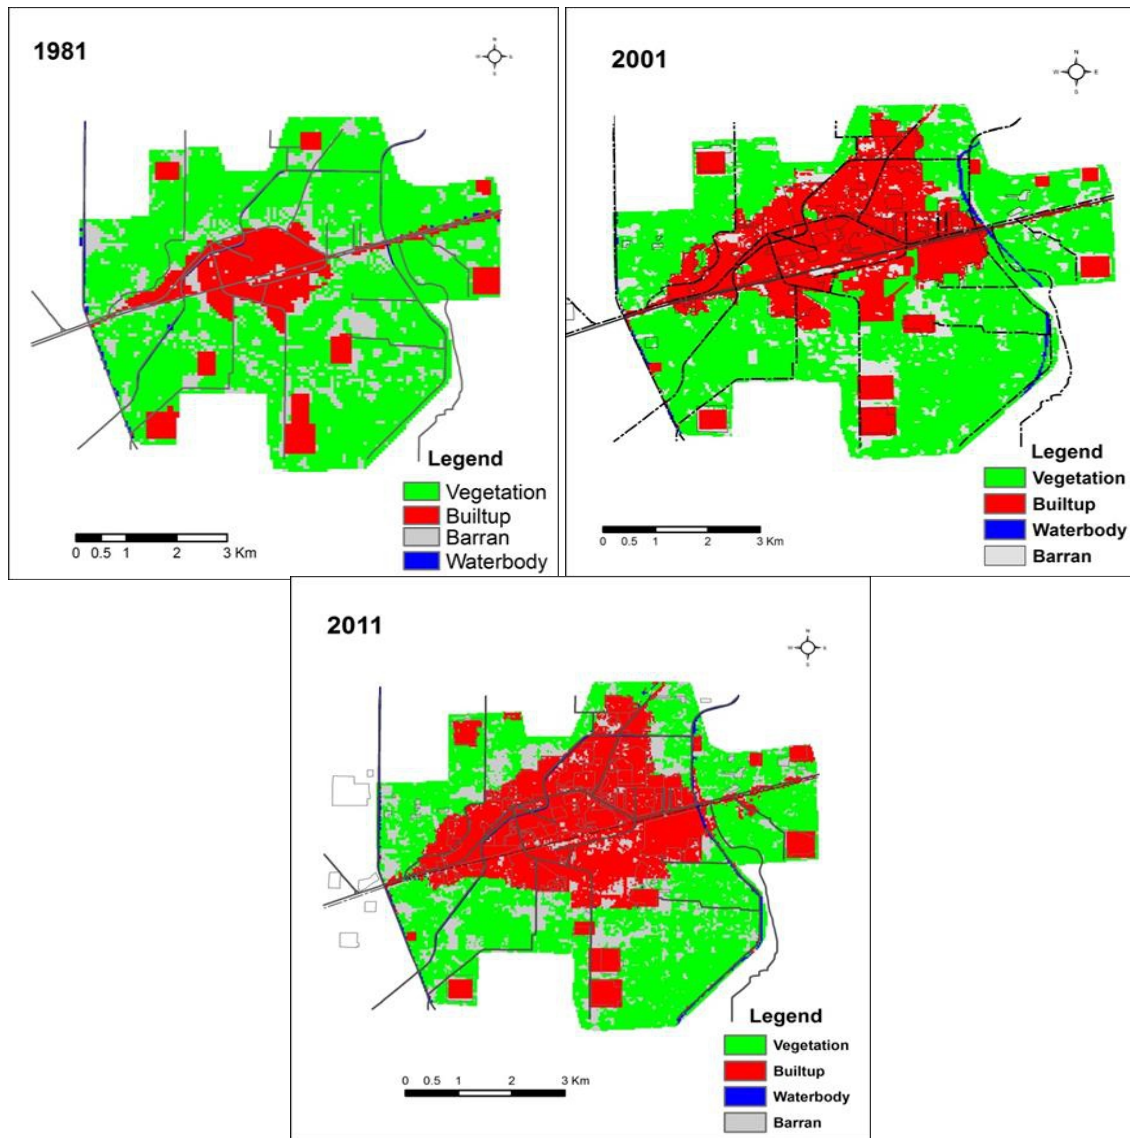 1981
N
W E
S
Legend
Vegetation
Builtup
Barran
Waterbody
0 0.5 1 2 3 Km
2001
N
W E
S
Legend
Vegetation
Builtup
Waterbody
Barran
0 0.5 1 2 3 Km
2011
N
W E
S
Legend
Vegetation
Builtup
Waterbody
Barran
0 0.5 1 2 3 Km